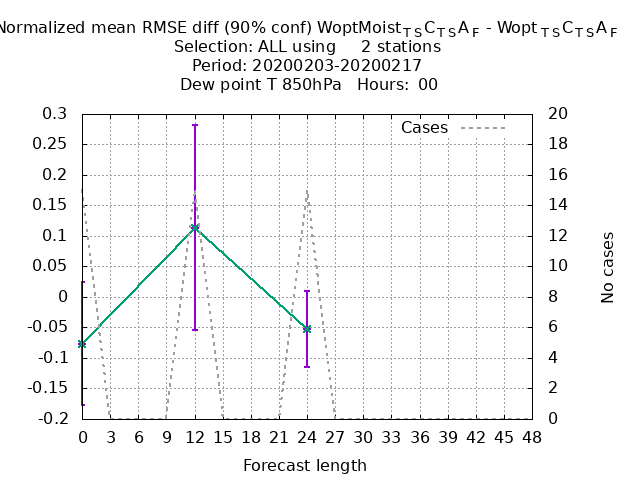 Normalized mean RMSE diff (90% conf) WoptMoist_TSC_TSA_F - Wopt_TSC_TSA_F
Selection: ALL using 2 stations
Period: 20200203-20200217
Dew point T 850hPa Hours: 00
Cases
0.3
0.25
0.2
0.15
0.1
0.05
0
-0.05
-0.1
-0.15
-0.2
20
18
16
14
12
10
8
6
4
2
0
No cases
0 3 6 9 12 15 18 21 24 27 30 33 36 39 42 45 48
Forecast length